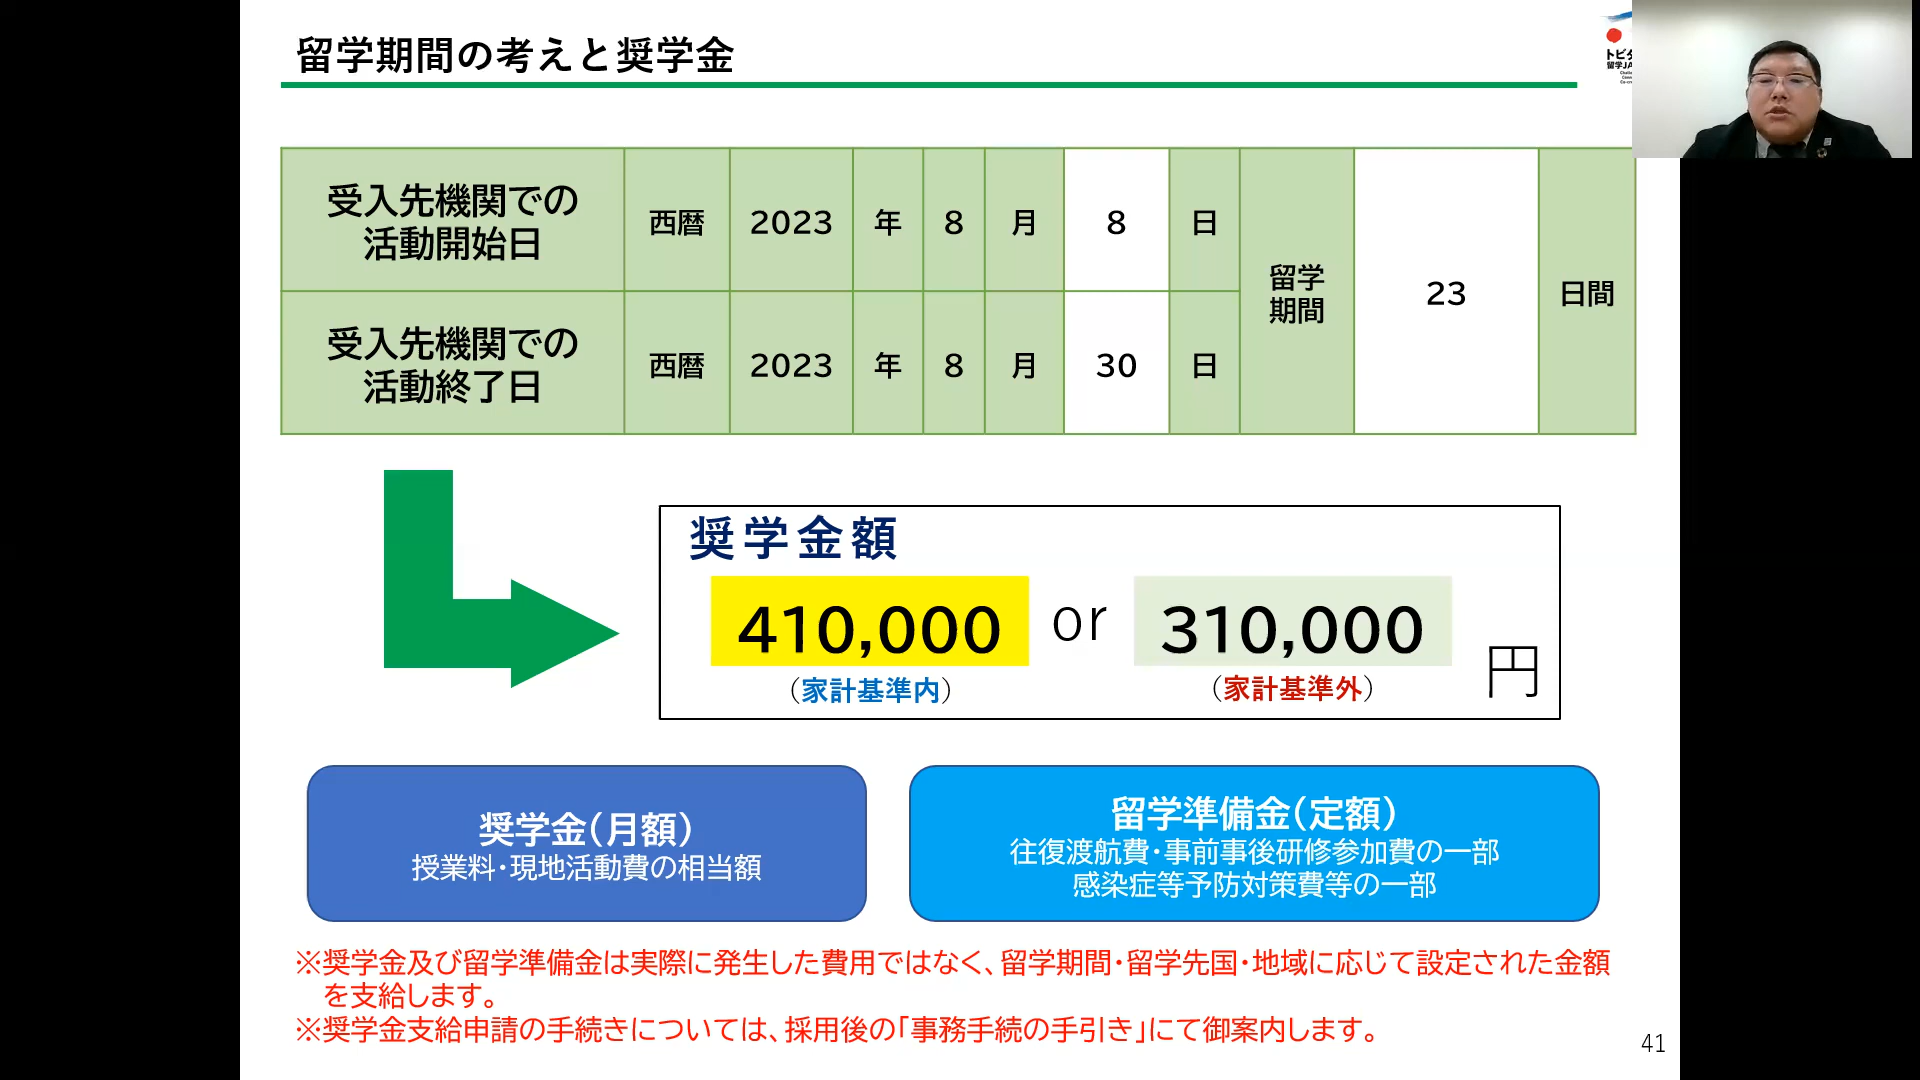 留学期間の考えと奨学金
トビタ
留学JA
受入先機関での
活動開始日
西暦 2023 年 8 月 8 日
留学
期間
23 日間
受入先機関での
活動終了日
西暦 2023 年 8 月 30 日
奨学金額
410,000 or 310,000 円
（家計基準内） （家計基準外）
奨学金（月額）
授業料・現地活動費の相当額
留学準備金（定額）
往復渡航費・事前事後研修参加費の一部
感染症等予防対策費等の一部
※奨学金及び留学準備金は実際に発生した費用ではなく、留学期間・留学先国・地域に応じて設定された金額
を支給します。
※奨学金支給申請の手続きについては、採用後の「事務手続の手引き」にて御案内します。
41